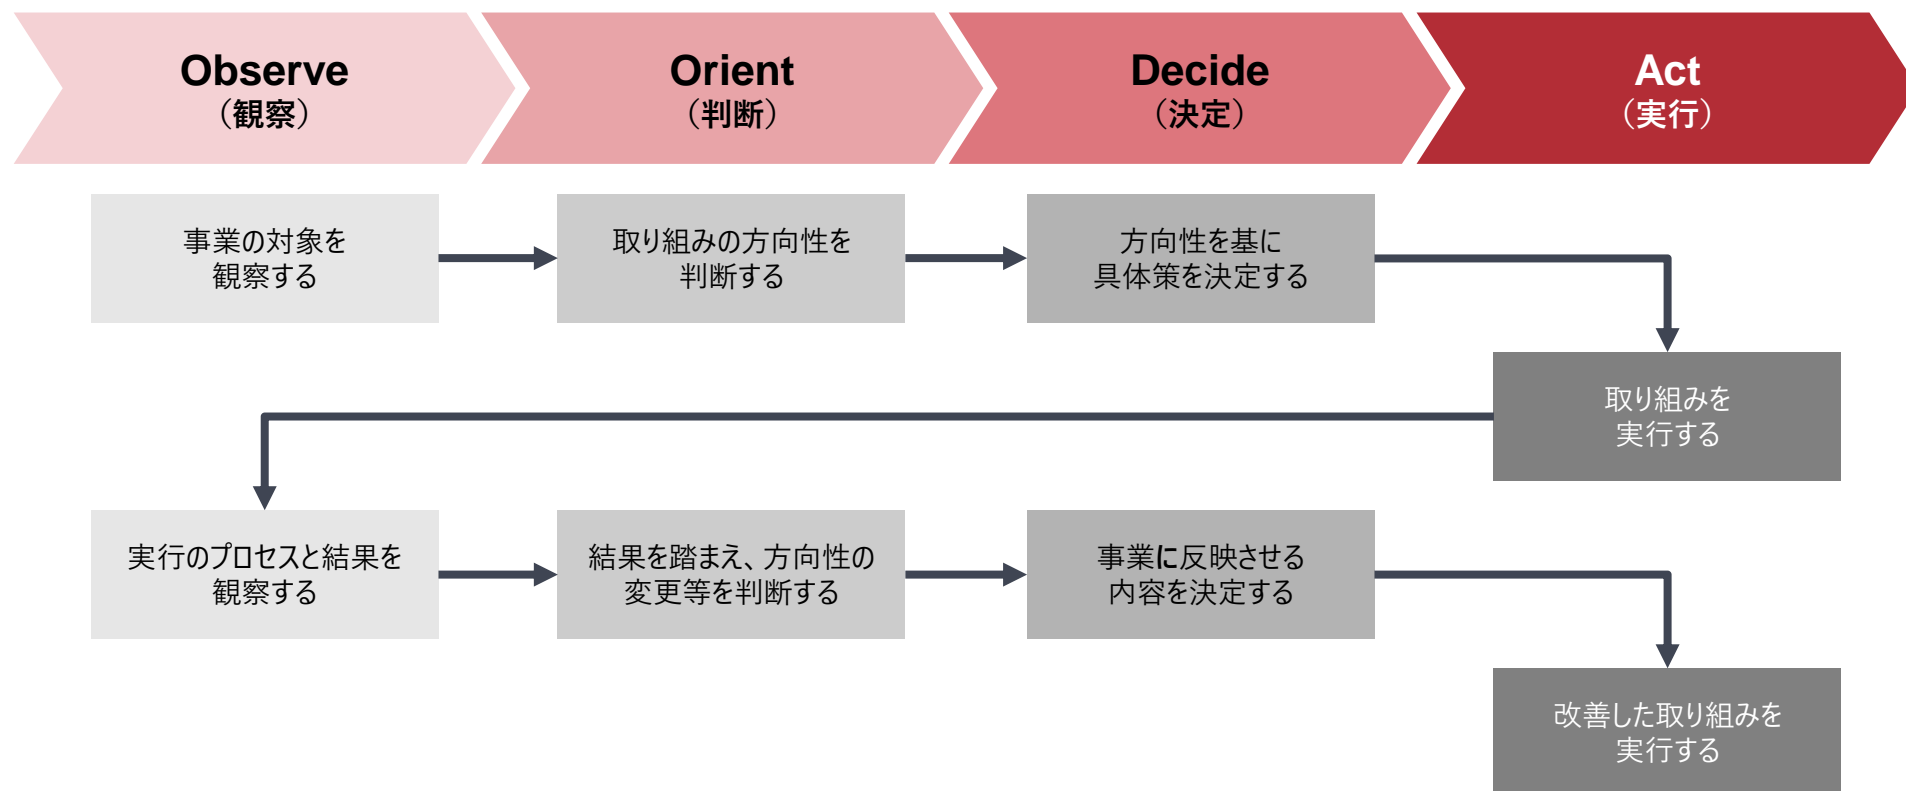 Observe
（観察）
Orient
（判断）
Decide
（決定）
Act
（実行）
事業の対象を
観察する
取り組みの方向性を
判断する
方向性を基に
具体策を決定する
取り組みを
実行する
実行のプロセスと結果を
観察する
結果を踏まえ、方向性の
変更等を判断する
事業に反映させる
内容を決定する
改善した取り組みを
実行する